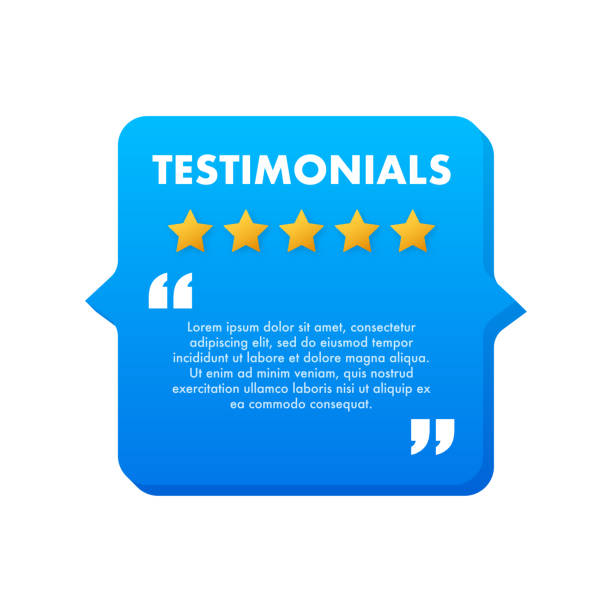 TESTIMONIALS
“
Lorem ipsum dolor sit amet, consectetur
adipiscing elit, sed do eiusmod tempor
incididunt ut labore et dolore magna aliqua.
Ut enim ad minim veniam, quis nostrud
exercitation ullamco laboris nisi ut aliquip ex
ea commodo consequat.
”